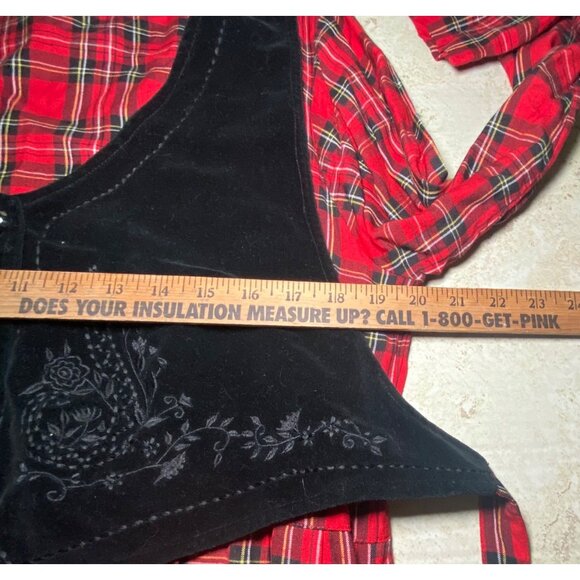 11 12 13 14 15 16 17 18 19 20 21 22 23 2
DOES YOUR INSULATION MEASURE UP? CALL 1-800-GET-PINK